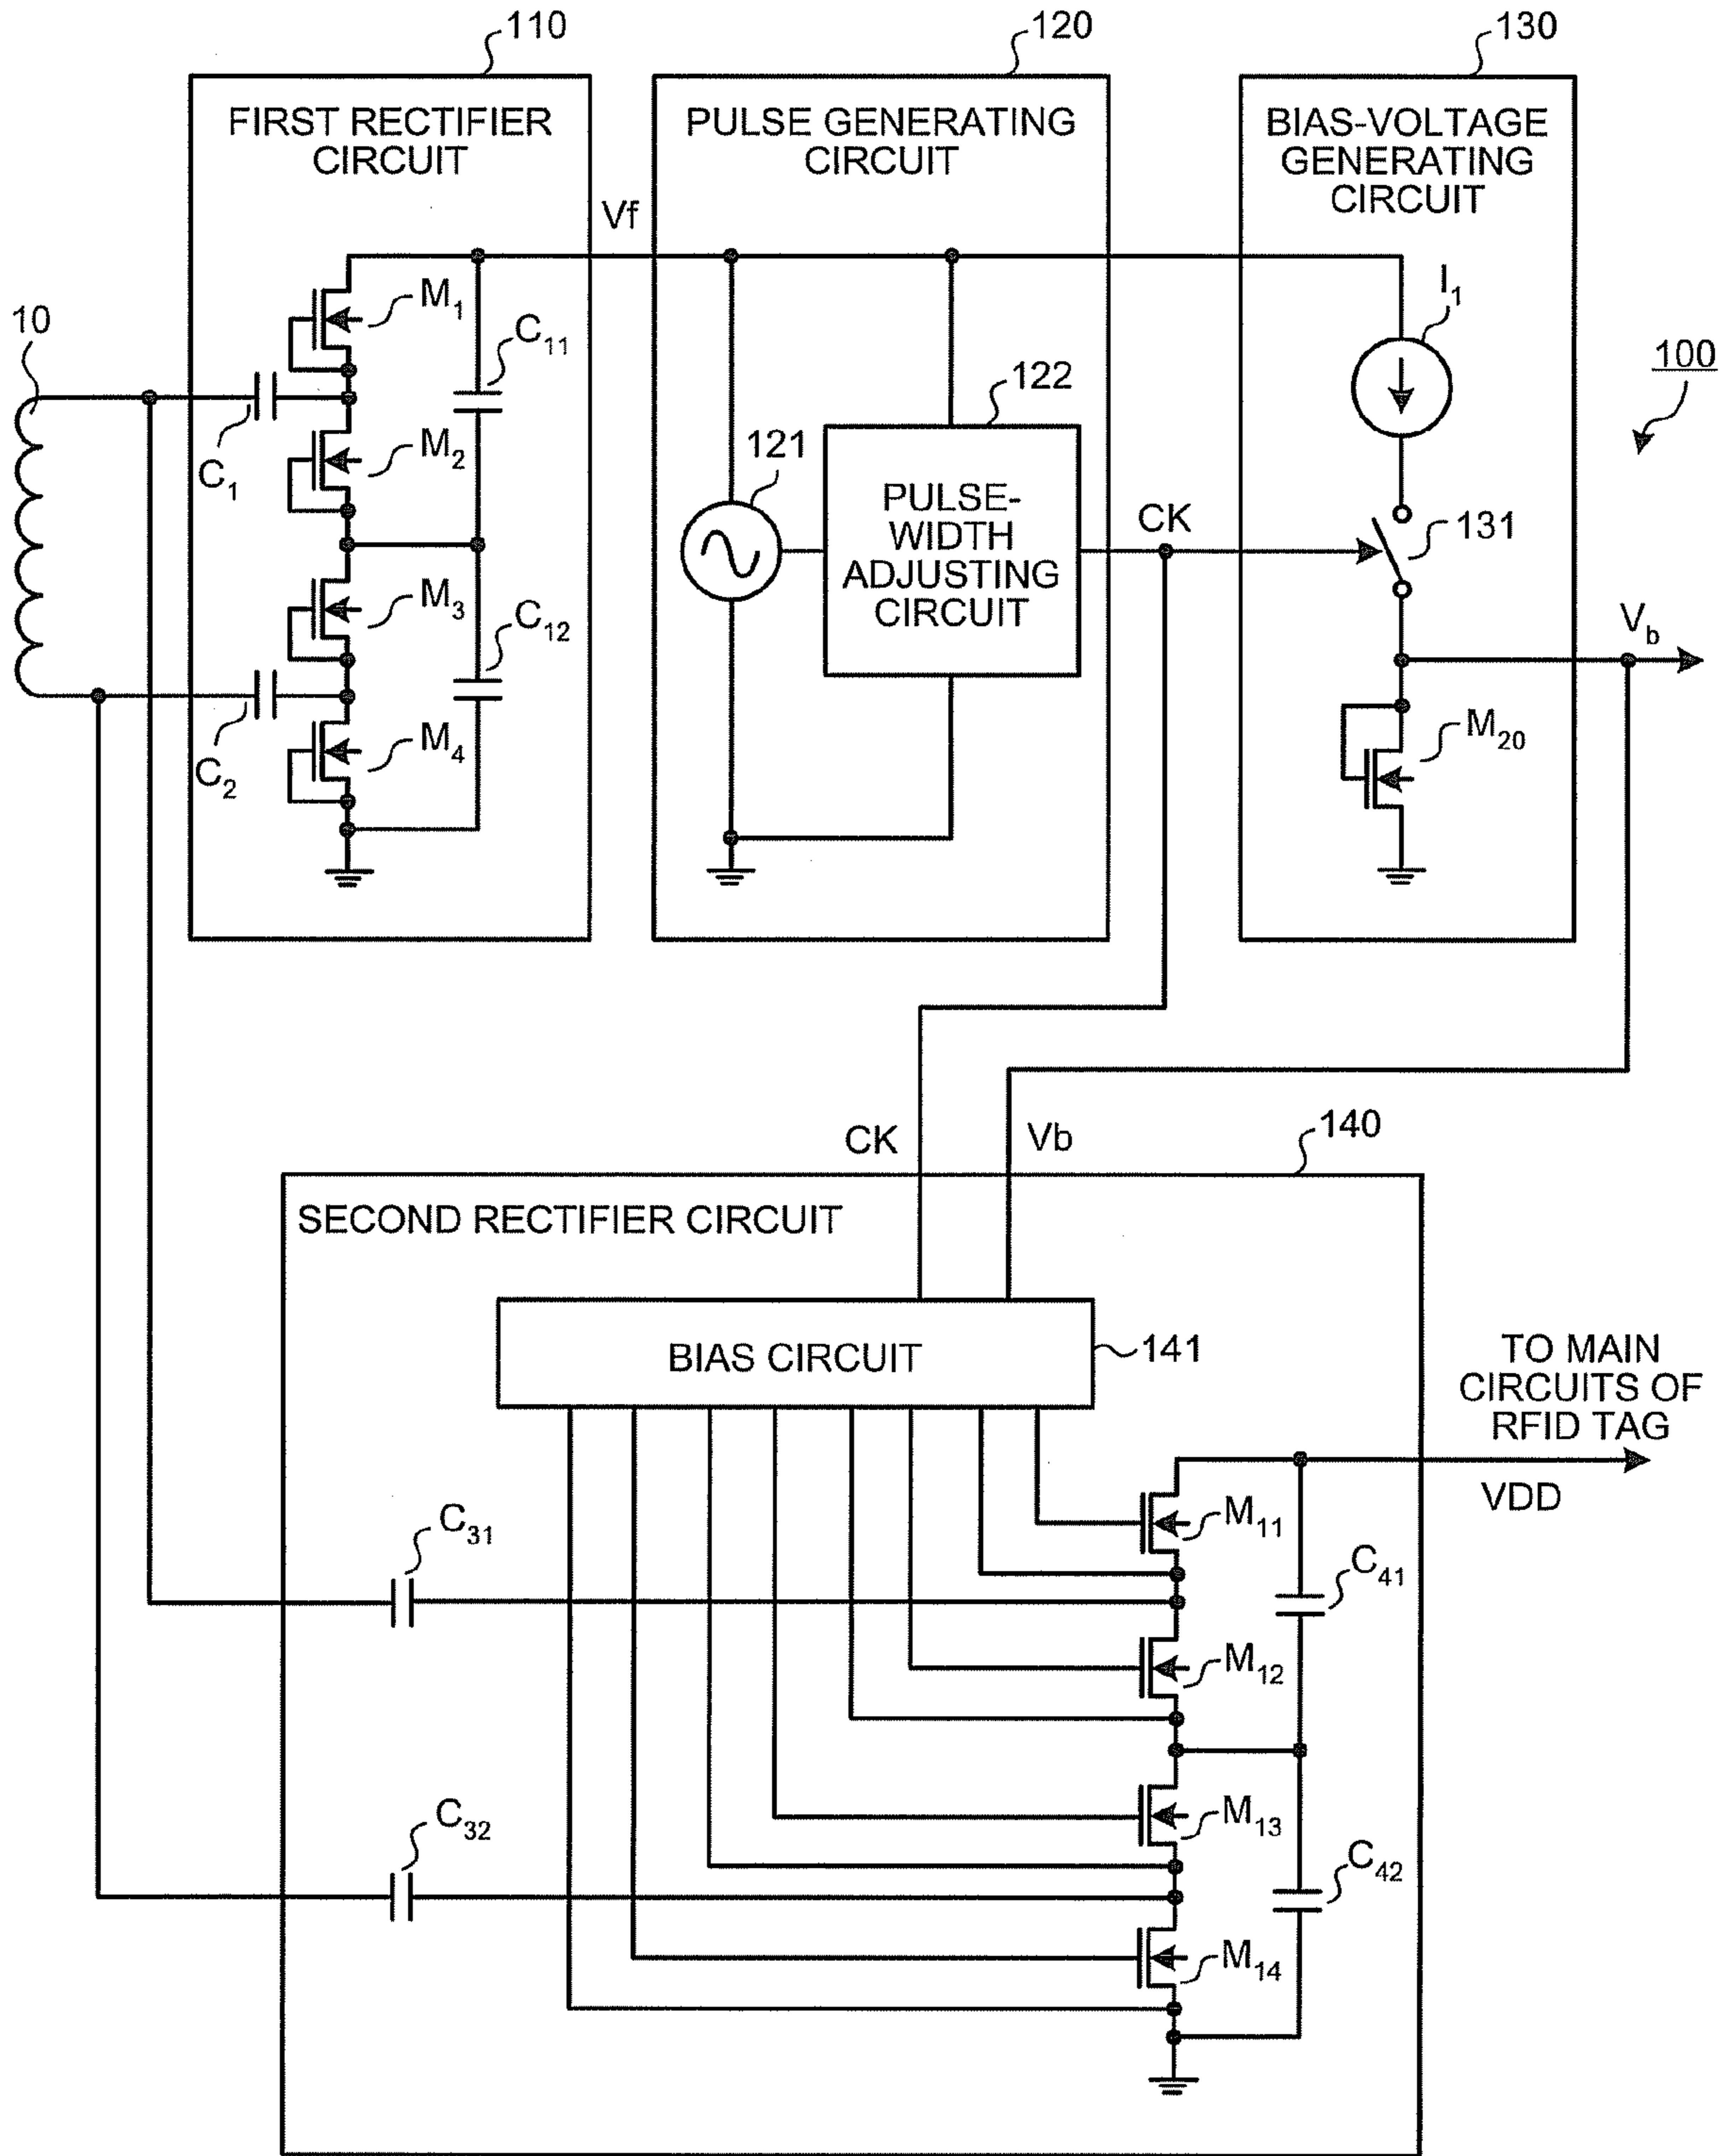 110
120
130
FIRST RECTIFIER
CIRCUIT
PULSE GENERATING
CIRCUIT
BIAS-VOLTAGE
GENERATING
CIRCUIT
Vf
10
M1
C11
I1
100
122
C1
M2
121
PULSE-
WIDTH
ADJUSTING
CIRCUIT
CK
131
M3
C12
Vb
C2
M4
M20
CK
Vb
140
SECOND RECTIFIER CIRCUIT
BIAS CIRCUIT
141
TO MAIN
CIRCUITS OF
RFID TAG
VDD
C31
M11
C41
M12
C32
M13
C42
M14